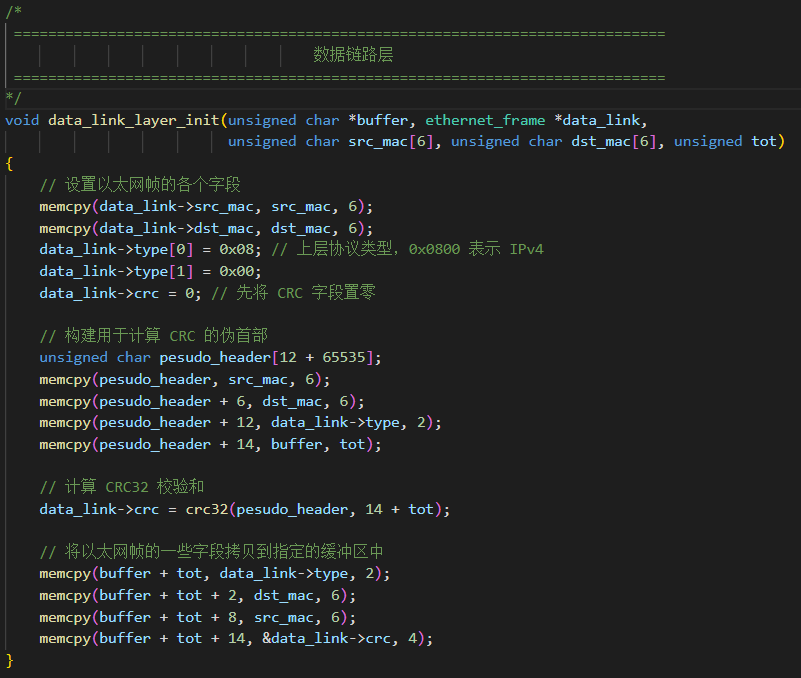 /*
==============================================================================
数据链路层
==============================================================================
*/
void data_link_layer_init(unsigned char *buffer, ethernet_frame *data_link,
unsigned char src_mac[6], unsigned char dst_mac[6], unsigned tot)
{
// 设置以太网帧的各个字段
memcpy(data_link->src_mac, src_mac, 6);
memcpy(data_link->dst_mac, dst_mac, 6);
data_link->type[0] = 0x08; // 上层协议类型，0x0800 表示 IPv4
data_link->type[1] = 0x00;
data_link->crc = 0; // 先将 CRC 字段置零
// 构建用于计算 CRC 的伪首部
unsigned char pesudo_header[12 + 65535];
memcpy(pesudo_header, src_mac, 6);
memcpy(pesudo_header + 6, dst_mac, 6);
memcpy(pesudo_header + 12, data_link->type, 2);
memcpy(pesudo_header + 14, buffer, tot);
// 计算 CRC32 校验和
data_link->crc = crc32(pesudo_header, 14 + tot);
// 将以太网帧的一些字段拷贝到指定的缓冲区中
memcpy(buffer + tot, data_link->type, 2);
memcpy(buffer + tot + 2, dst_mac, 6);
memcpy(buffer + tot + 8, src_mac, 6);
memcpy(buffer + tot + 14, &data_link->crc, 4);
}